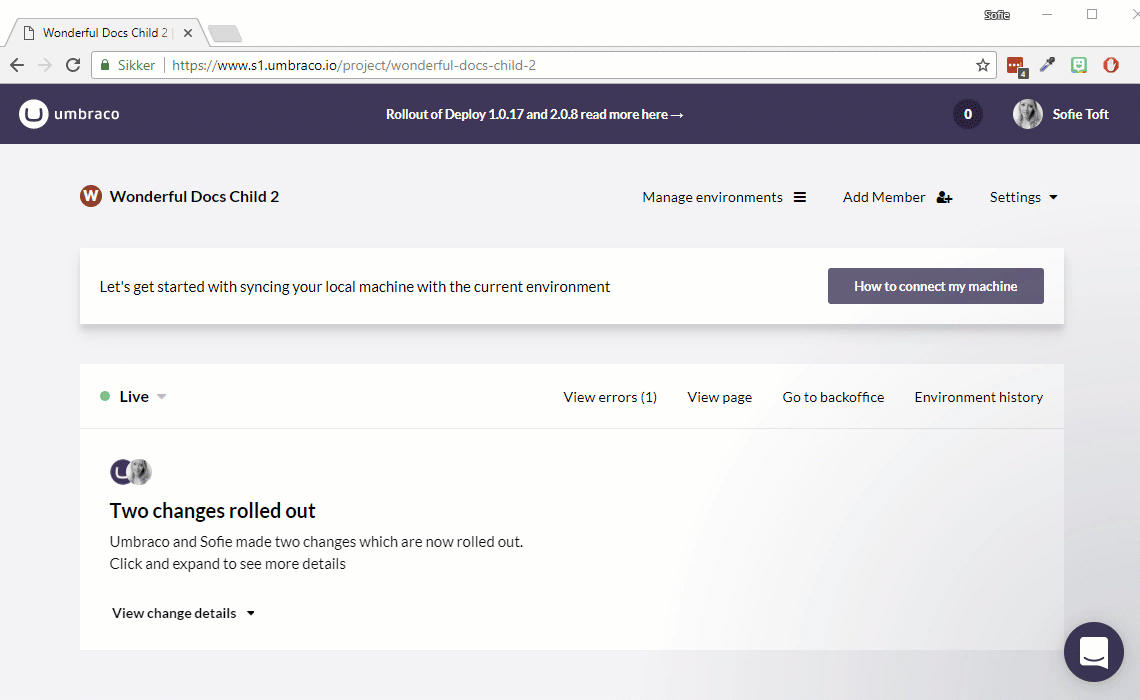 Sofie
Wonderful Docs Child 2 |
Sikker https://www.s1.umbraco.io/project/wonderful-docs-child-2
4
umbraco Rollout of Deploy 1.0.17 and 2.0.8 read more here → 0 Sofie Toft
W Wonderful Docs Child 2 Manage environments Add Member Settings
Let's get started with syncing your local machine with the current environment How to connect my machine
Live View errors (1) View page Go to backoffice Environment history
Two changes rolled out
Umbraco and Sofie made two changes which are now rolled out.
Click and expand to see more details
View change details